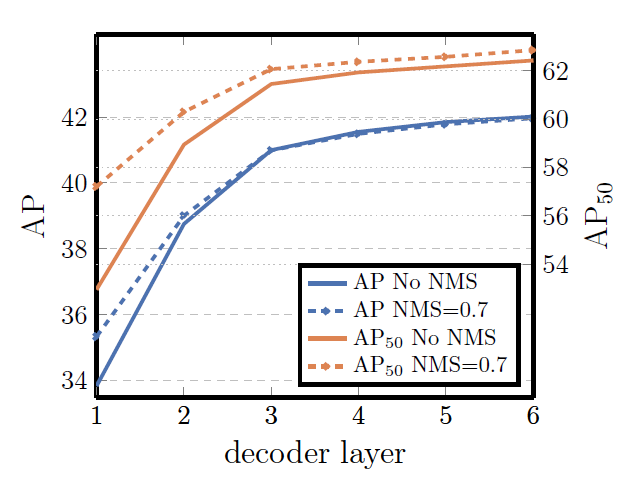 42
40
38
36
34
AP
62
60
58
56
54
AP₅₀
AP No NMS
AP NMS=0.7
AP₅₀ No NMS
AP₅₀ NMS=0.7
1 2 3 4 5 6
decoder layer